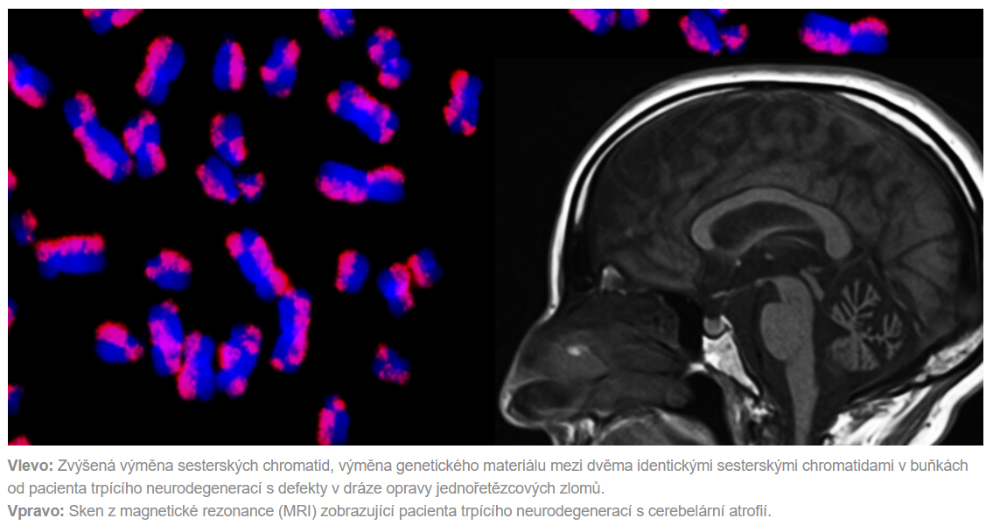 Vlevo: Zvýšená výměna sesterských chromatid, výměna genetického materiálu mezi dvěma identickými sesterskými chromatidami v buňkách
od pacienta trpícího neurodegenerací s defekty v dráze opravy jednořetězcových zlomů.
Vpravo: Sken z magnetické rezonance (MRI) zobrazující pacienta trpícího neurodegenerací s cerebelární atrofií.